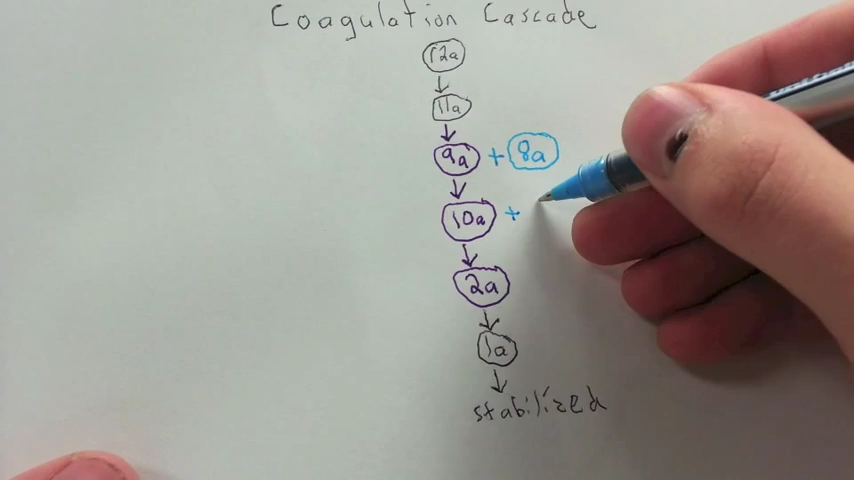 Coagulation Cascade
12a
11a
9a + 8a
10a +
2a
1a
stabilized